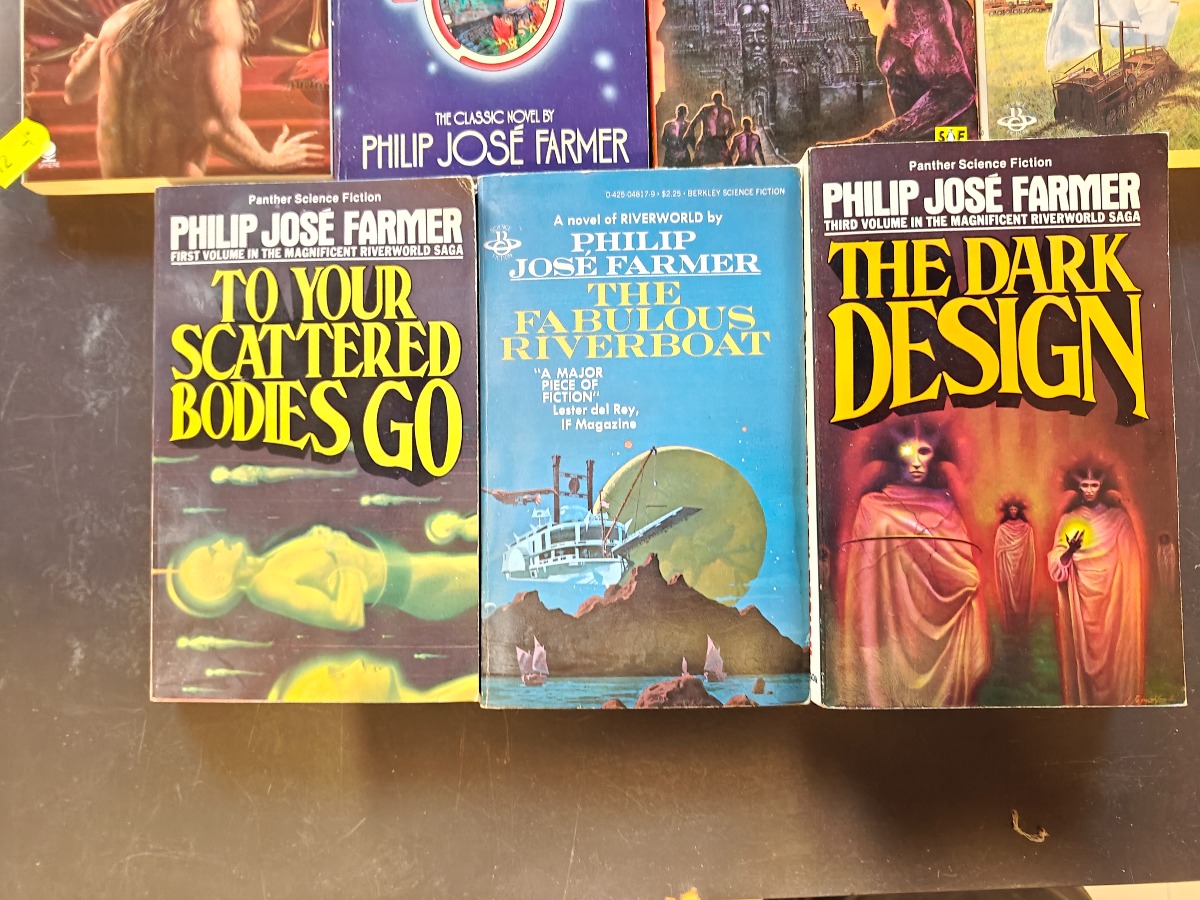 THE CLASSIC NOVEL BY
PHILIP JOSÉ FARMER
Panther Science Fiction
PHILIP JOSÉ FARMER
FIRST VOLUME IN THE MAGNIFICENT RIVERWORLD SAGA
TO YOUR
SCATTERED
BODIES GO
0-425-04817-9 • $2.25 • BERKLEY SCIENCE FICTION
A novel of RIVERWORLD by
PHILIP
JOSÉ FARMER
THE
FABULOUS
RIVERBOAT
"A MAJOR
PIECE OF
FICTION"
Lester del Rey,
IF Magazine
Panther Science Fiction
PHILIP JOSÉ FARMER
THIRD VOLUME IN THE MAGNIFICENT RIVERWORLD SAGA
THE DARK
DESIGN